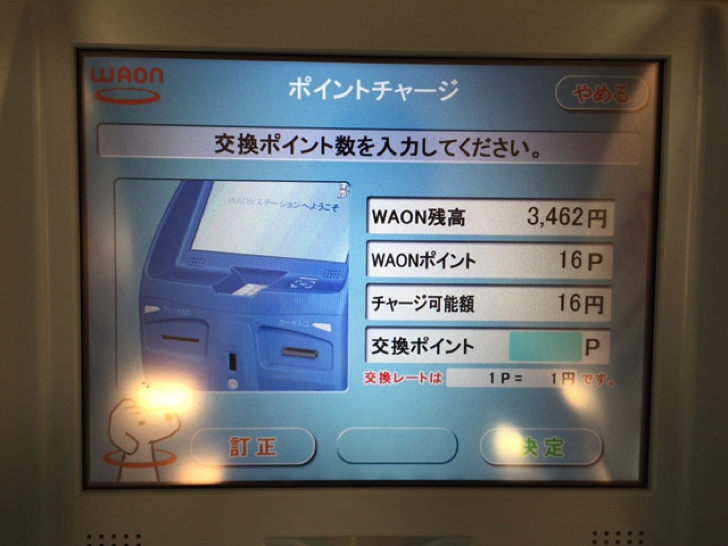 WAON
ポイントチャージ
やめる
交換ポイント数を入力してください。
WAONステーションへようこそ
WAON残高 3,462円
WAONポイント 16P
チャージ可能額 16円
交換ポイント P
交換レートは 1P= 1円です。
訂正
決定